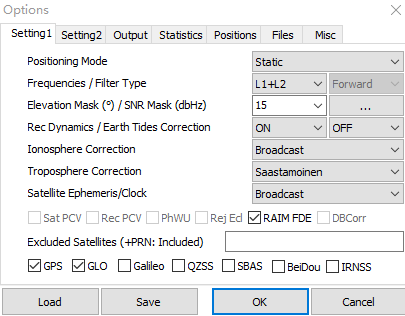 Options
Setting1 Setting2 Output Statistics Positions Files Misc
Positioning Mode Static
Frequencies / Filter Type L1+L2 Forward
Elevation Mask (°) / SNR Mask (dbHz) 15 ...
Rec Dynamics / Earth Tides Correction ON OFF
Ionosphere Correction Broadcast
Troposphere Correction Saastamoinen
Satellite Ephemeris/Clock Broadcast
Sat PCV Rec PCV PhWU Rej Ecl RAIM FDE DBCorr
Excluded Satellites (+PRN: Included)
GPS GLO Galileo QZSS SBAS BeiDou IRNSS
Load Save OK Cancel